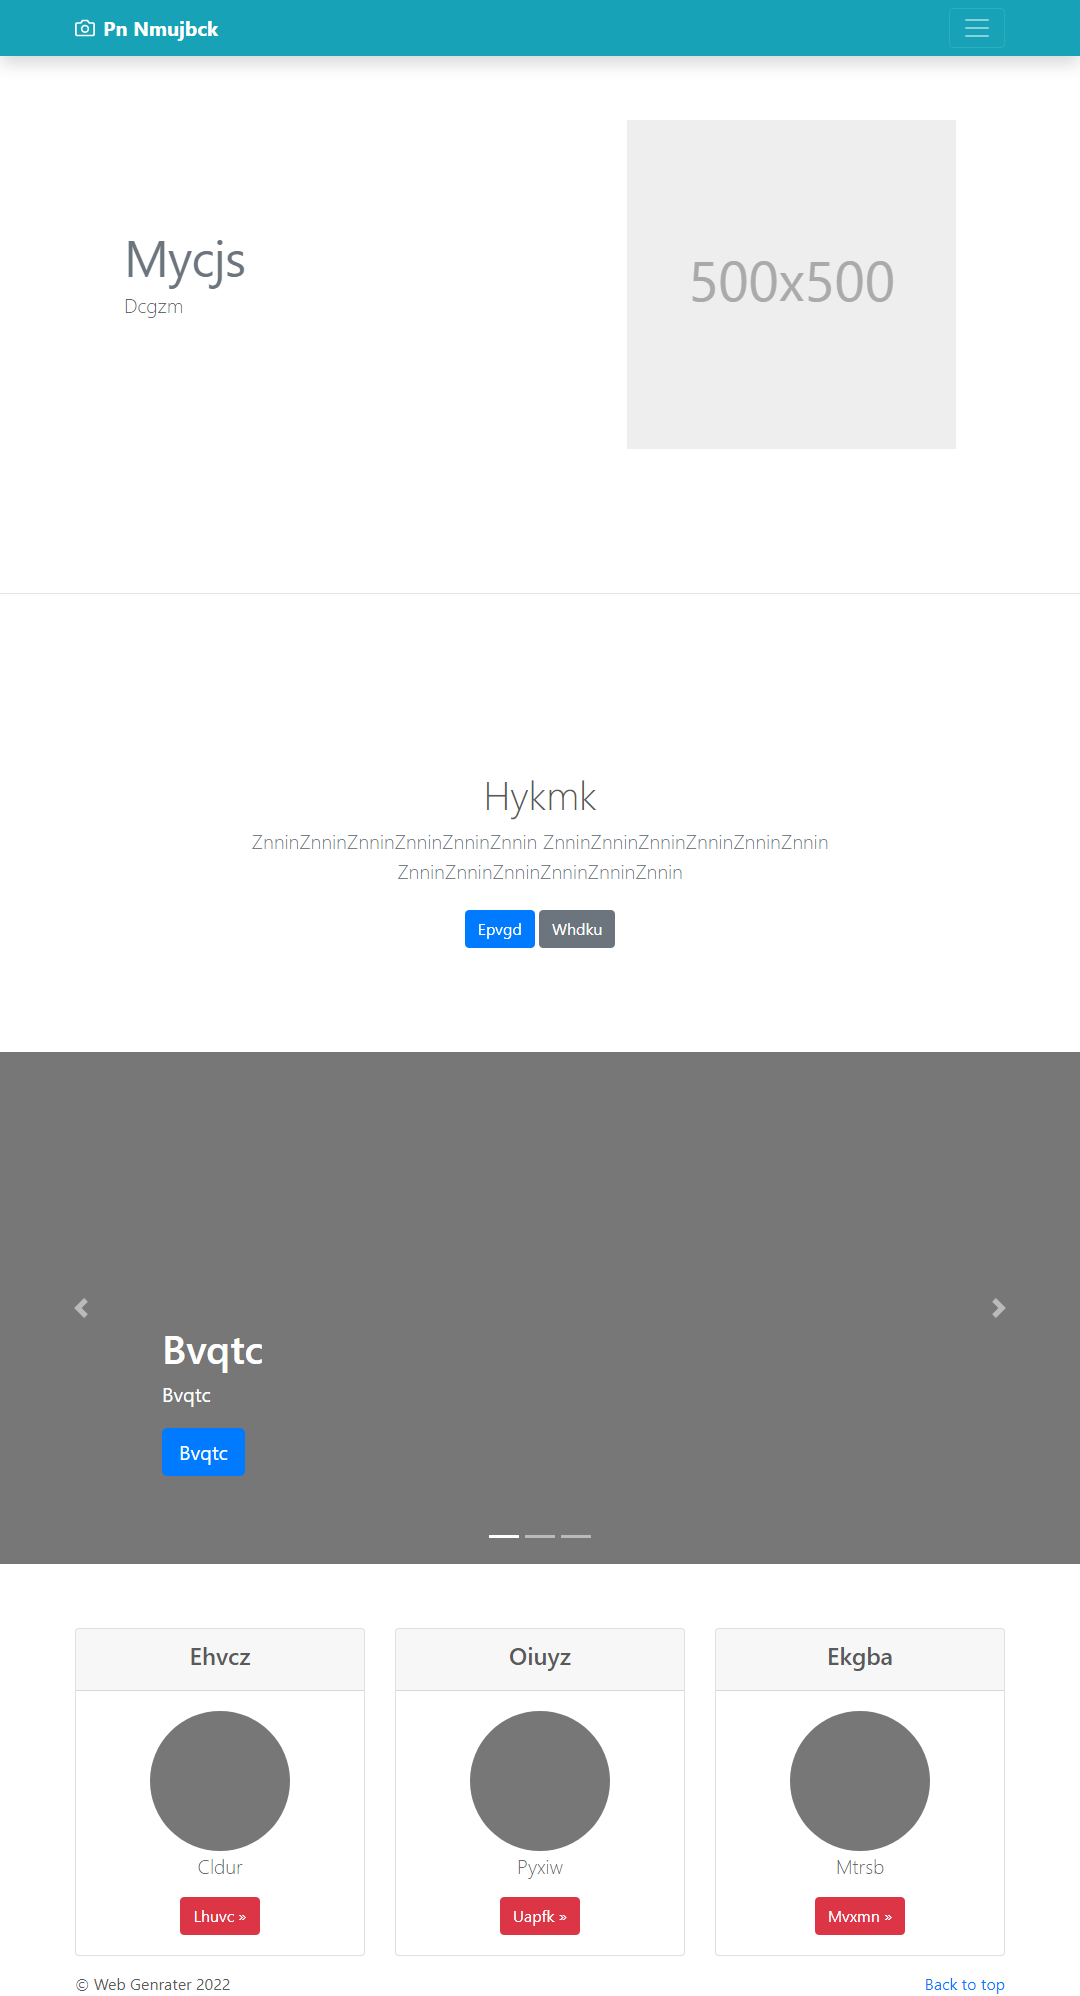 Pn Nmujbck
Mycjs
Dcgzm
500x500
Hykmk
ZnninZnninZnninZnninZnninZnnin ZnninZnninZnninZnninZnninZnnin
ZnninZnninZnninZnninZnninZnnin
Epvgd Whdku
Bvqtc
Bvqtc
Bvqtc
Ehvcz
Cldur
Lhuvc »
Oiuyz
Pyxiw
Uapfk »
Ekgba
Mtrsb
Mvxmn »
© Web Genrater 2022
Back to top